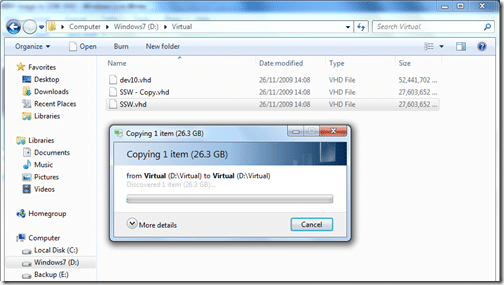 Computer ▸ Windows7 (D:) ▸ Virtual
Search Virtual
Organize
Open
Burn
New folder
Favorites
Desktop
Downloads
Recent Places
Libraries
Libraries
Documents
Music
Pictures
Videos
Homegroup
Computer
Local Disk (C:)
Windows7 (D:)
Backup (E:)
Name
Date modified
Type
Size
dev10.vhd 26/11/2009 14:08 VHD File 52,441,702 ...
SSW - Copy.vhd 26/11/2009 14:08 VHD File 27,603,652 ...
SSW.vhd 26/11/2009 14:08 VHD File 27,603,652 ...
Copying 1 item (26.3 GB)
Copying 1 item (26.3 GB)
from Virtual (D:\Virtual) to Virtual (D:\Virtual)
Discovered 1 item (26.3 GB)...
More details
Cancel